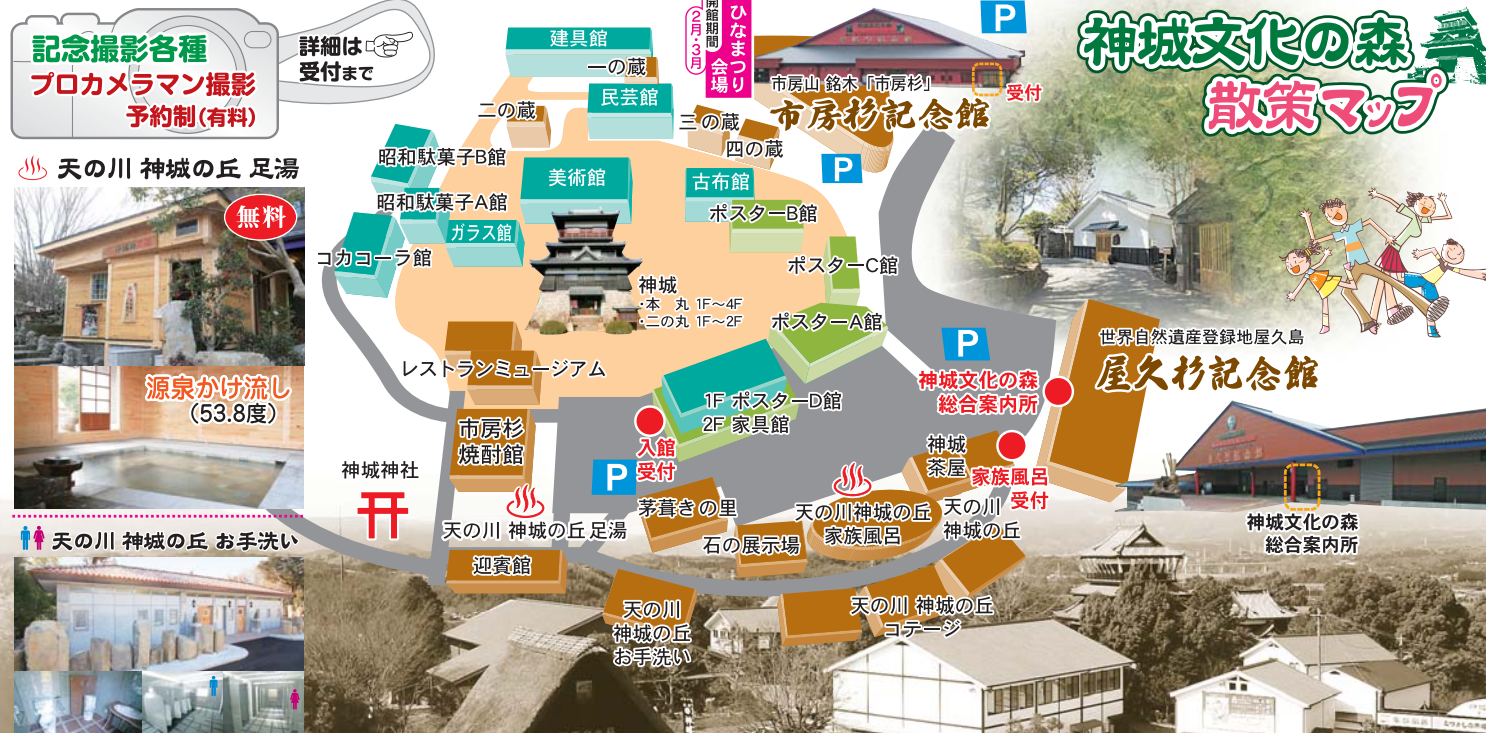 記念撮影各種
プロカメラマン撮影
予約制(有料)
詳細は
受付まで
天の川 神城の丘 足湯
無料
源泉かけ流し
(53.8度)
天の川 神城の丘 お手洗い
神城文化の森
散策マップ
ひなまつり会場
開館期間
2月・3月
P
受付
市房山 銘木「市房杉」
市房杉記念館
建具館
一の蔵
民芸館
二の蔵
三の蔵
四の蔵
P
昭和駄菓子B館
昭和駄菓子A館
美術館
古布館
ポスターB館
ガラス館
コカコーラ館
ポスターC館
神城
・本 丸 1F〜4F
・二の丸 1F〜2F
ポスターA館
P
世界自然遺産登録地屋久島
屋久杉記念館
レストランミュージアム
神城文化の森
総合案内所
1F ポスターD館
2F 家具館
入館
受付
市房杉
焼酎館
P
神城
茶屋
家族風呂
受付
神城神社
茅葺きの里
天の川神城の丘
家族風呂
天の川
神城の丘
天の川 神城の丘 足湯
石の展示場
神城文化の森
総合案内所
迎賓館
天の川
神城の丘
お手洗い
天の川 神城の丘
コテージ